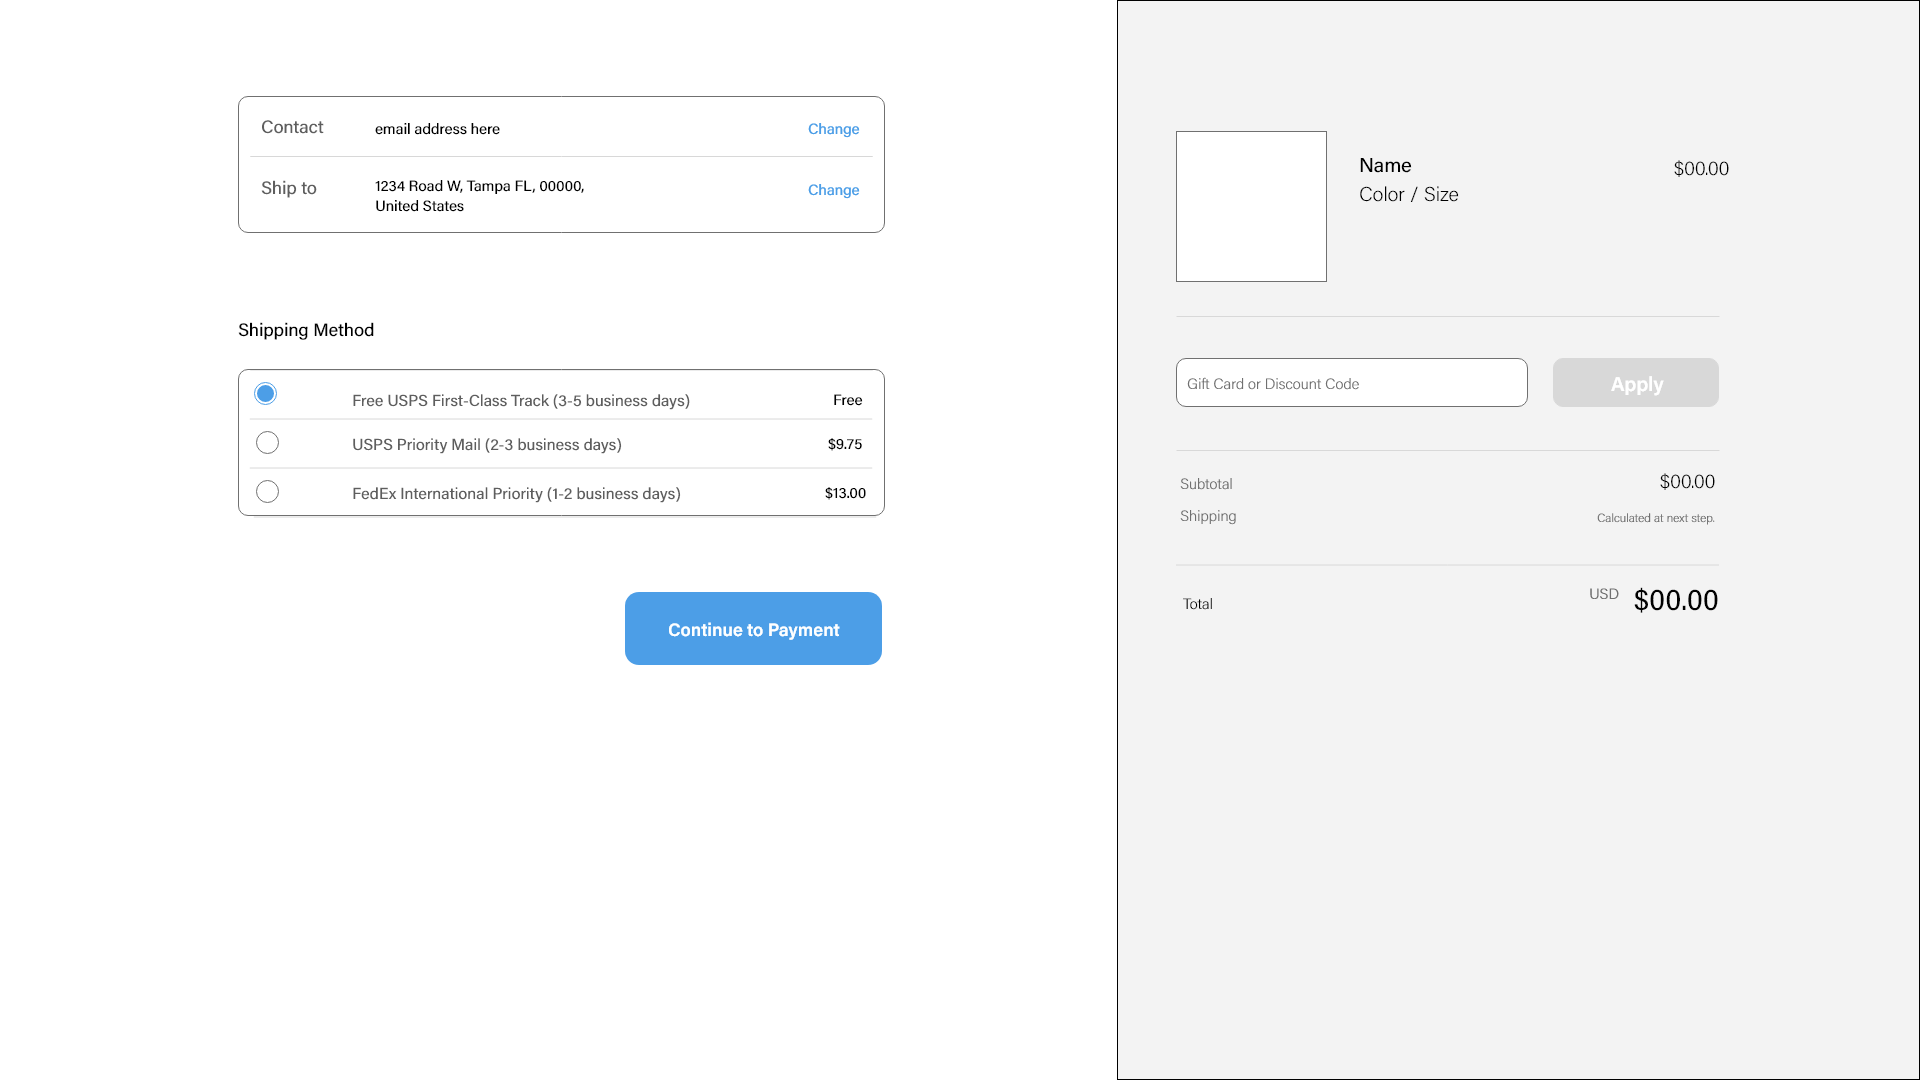 Contact
email address here
Change
Ship to
1234 Road W, Tampa FL, 00000,
United States
Change
Shipping Method
Free USPS First-Class Track (3-5 business days)
Free
USPS Priority Mail (2-3 business days)
$9.75
FedEx International Priority (1-2 business days)
$13.00
Continue to Payment
Name
$00.00
Color / Size
Gift Card or Discount Code
Apply
Subtotal
$00.00
Shipping
Calculated at next step.
Total
USD $00.00